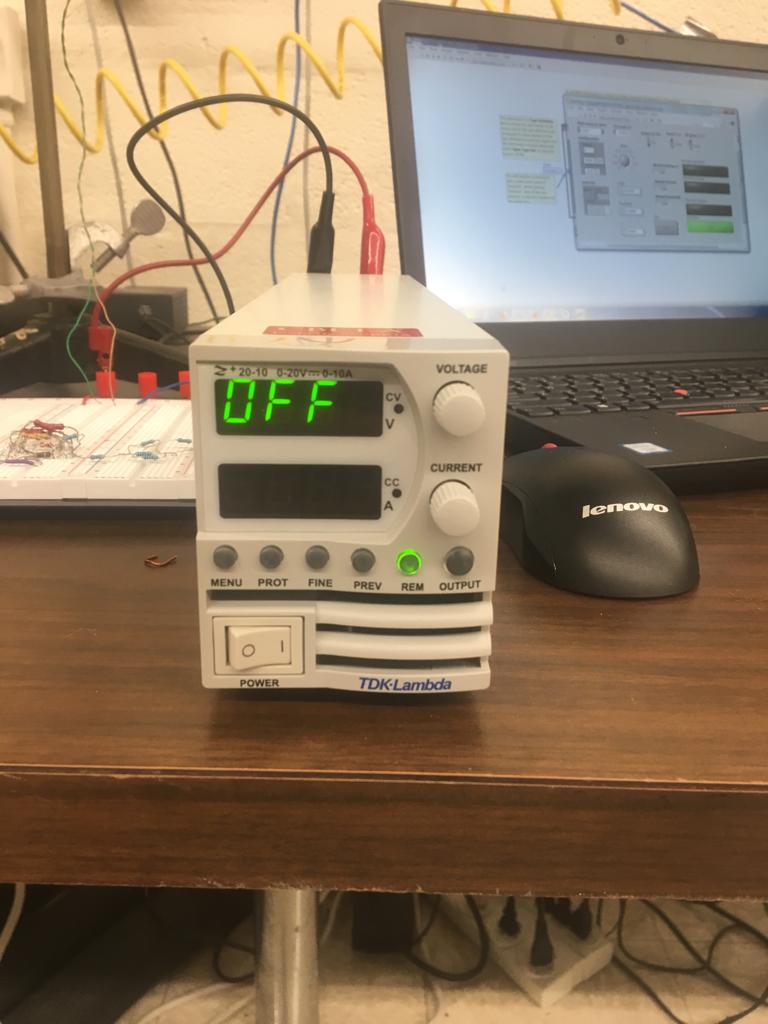 Z+ 20-10 0-20V⎓ 0-10A
VOLTAGE
OFF
CV
V
CURRENT
CC
A
MENU PROT FINE PREV REM OUTPUT
O I
POWER
TDK·Lambda
lenovo